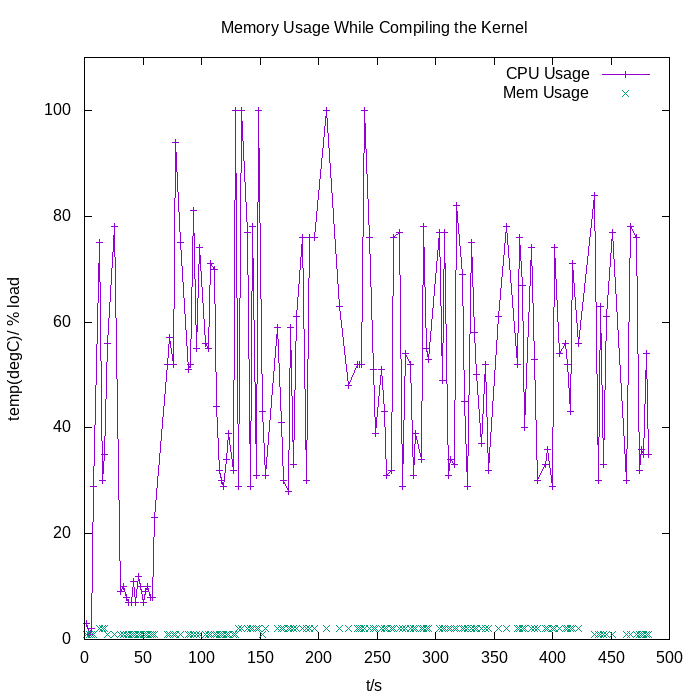 Memory Usage While Compiling the Kernel
CPU Usage
Mem Usage
100
80
60
40
20
0
temp(degC)/ % load
0 50 100 150 200 250 300 350 400 450 500
t/s